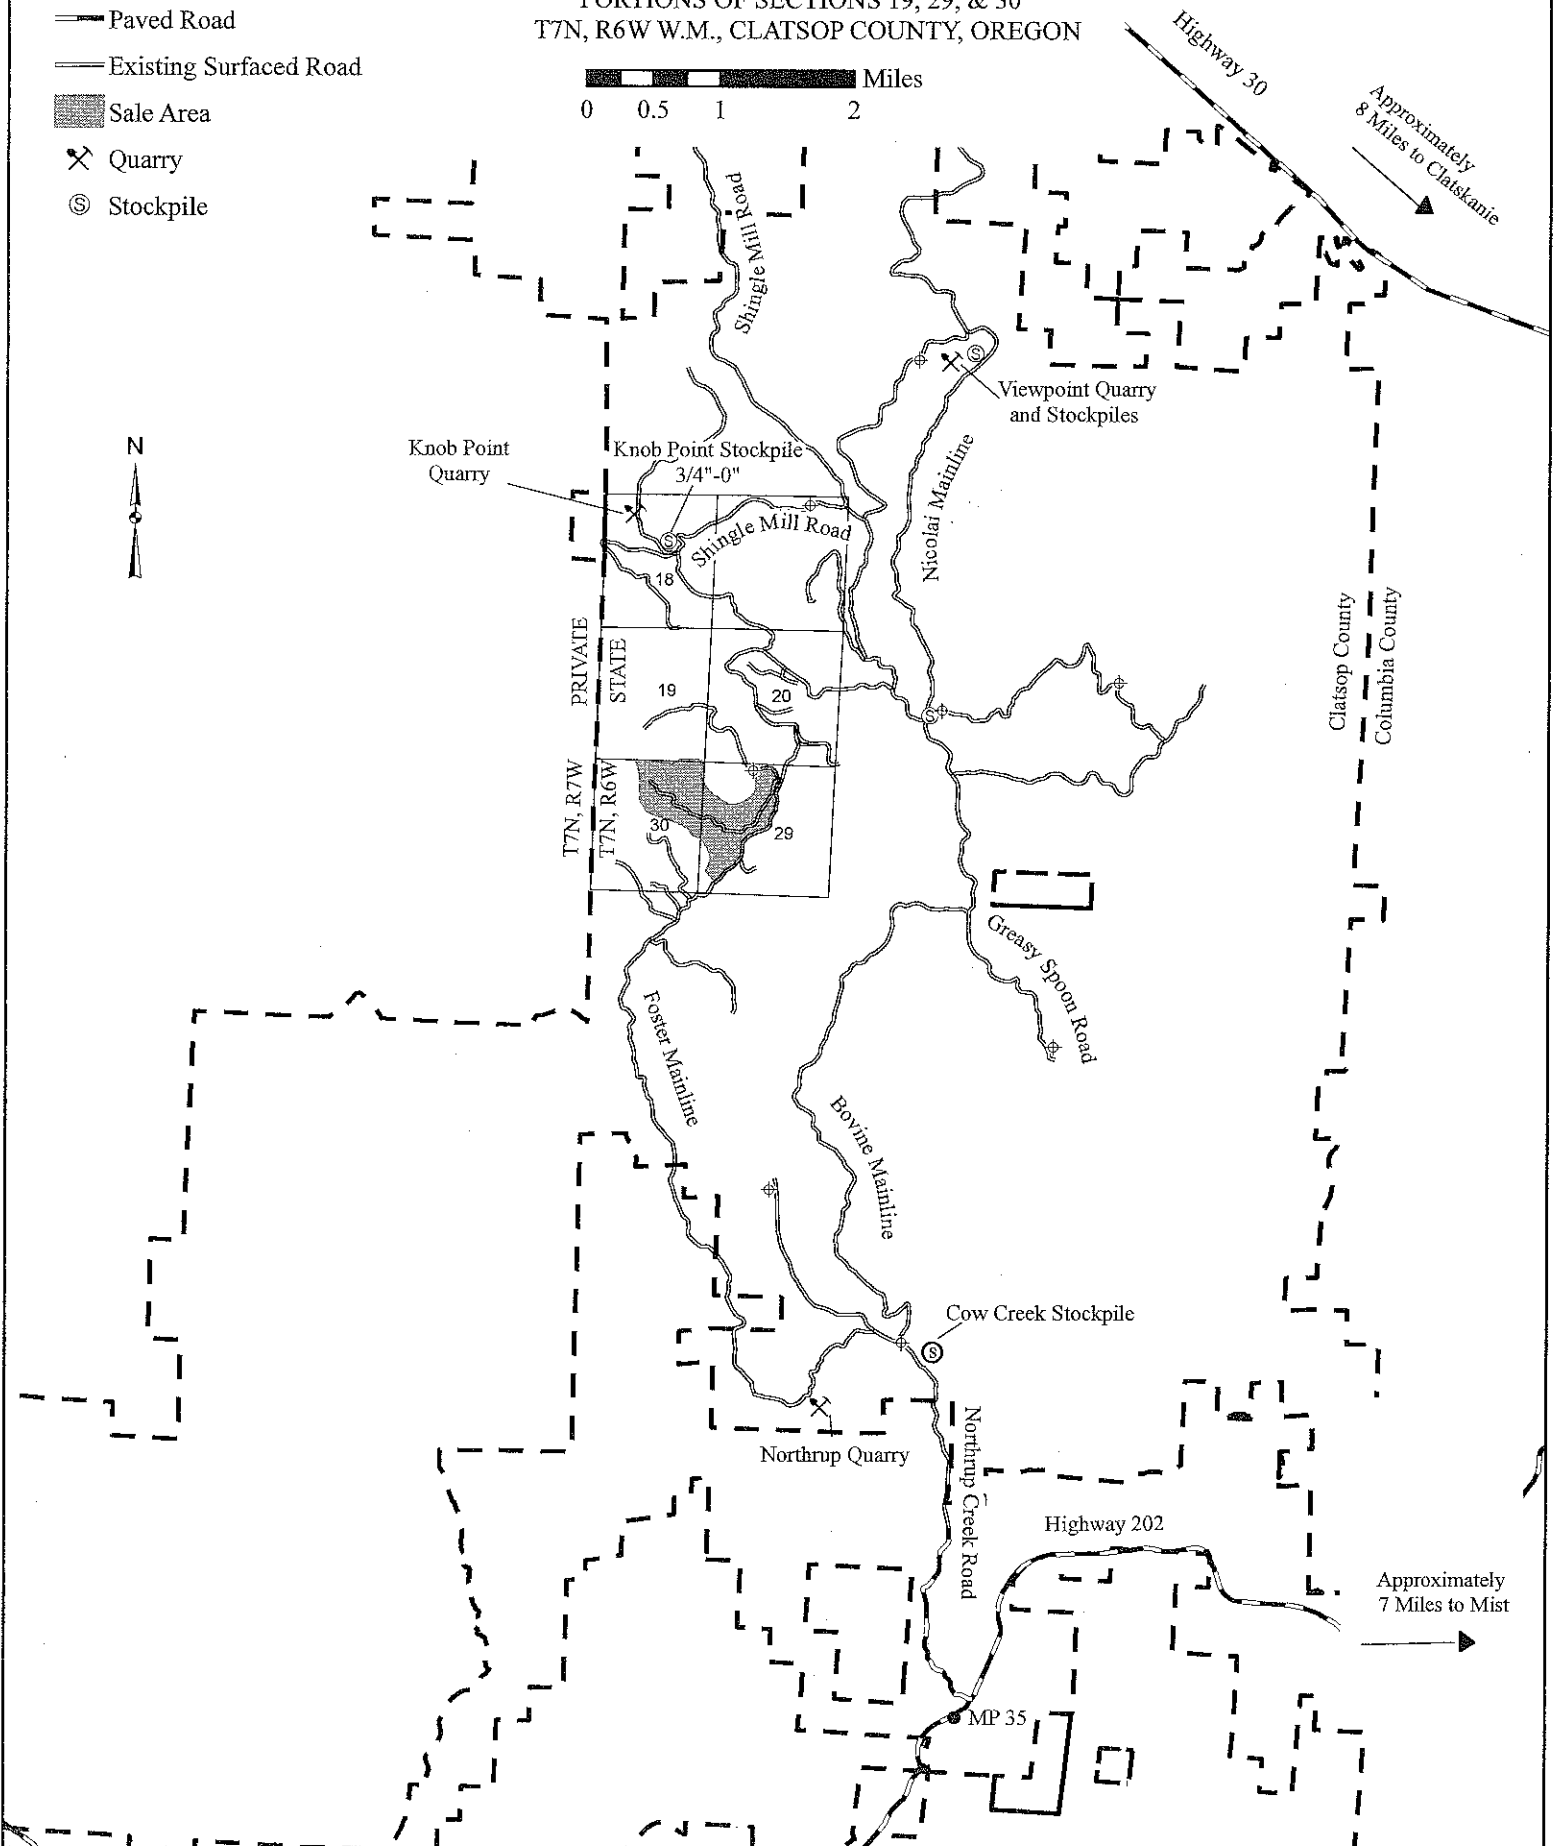 PORTIONS OF SECTIONS 19, 29, & 30
T7N, R6W W.M., CLATSOP COUNTY, OREGON
Paved Road
Existing Surfaced Road
Sale Area
Quarry
S Stockpile
Miles
0 0.5 1 2
Highway 30
Approximately
8 Miles to Clatskanie
Shingle Mill Road
S
Viewpoint Quarry
and Stockpiles
N
Knob Point
Quarry
Knob Point Stockpile
3/4"-0"
S
Shingle Mill Road
Nicolai Mainline
18
PRIVATE
STATE
19
20
S
Clatsop County
Columbia County
T7N, R7W
T7N, R6W
30
29
Greasy Spoon Road
Foster Mainline
Bovine Mainline
Cow Creek Stockpile
S
Northrup Quarry
Northrup Creek Road
Highway 202
Approximately
7 Miles to Mist
MP 35